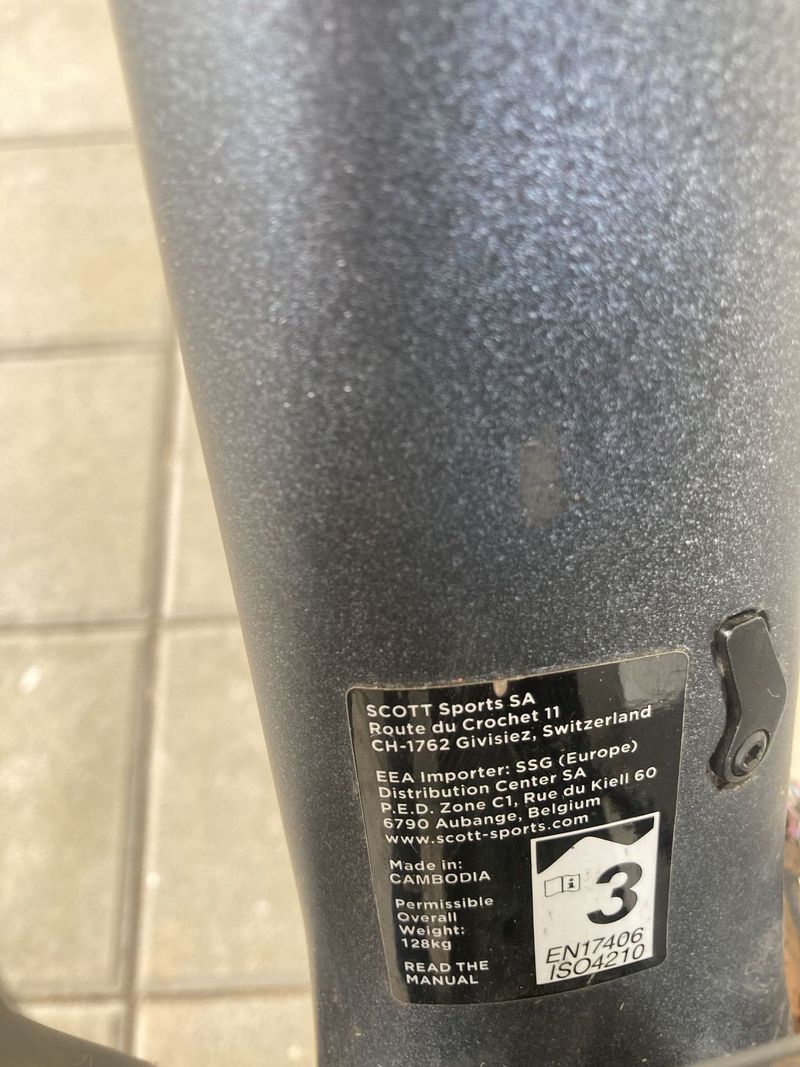 SCOTT Sports SA
Route du Crochet 11
CH-1762 Givisiez, Switzerland
EEA Importer: SSG (Europe)
Distribution Center SA
P.E.D. Zone C1, Rue du Kiell 60
6790 Aubange, Belgium
www.scott-sports.com
Made in:
CAMBODIA
Permissible
Overall
Weight:
128kg
READ THE
MANUAL
i
3
EN17406
ISO4210